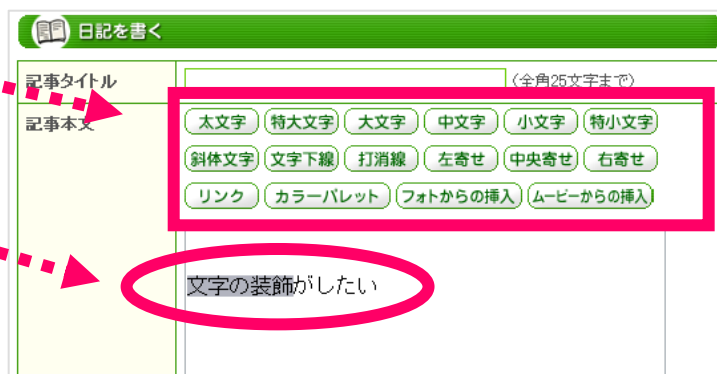 日記を書く
記事タイトル (全角25文字まで)
記事本文
太文字 特大文字 大文字 中文字 小文字 特小文字
斜体文字 文字下線 打消線 左寄せ 中央寄せ 右寄せ
リンク カラーパレット フォトからの挿入 ムービーからの挿入
文字の装飾がしたい